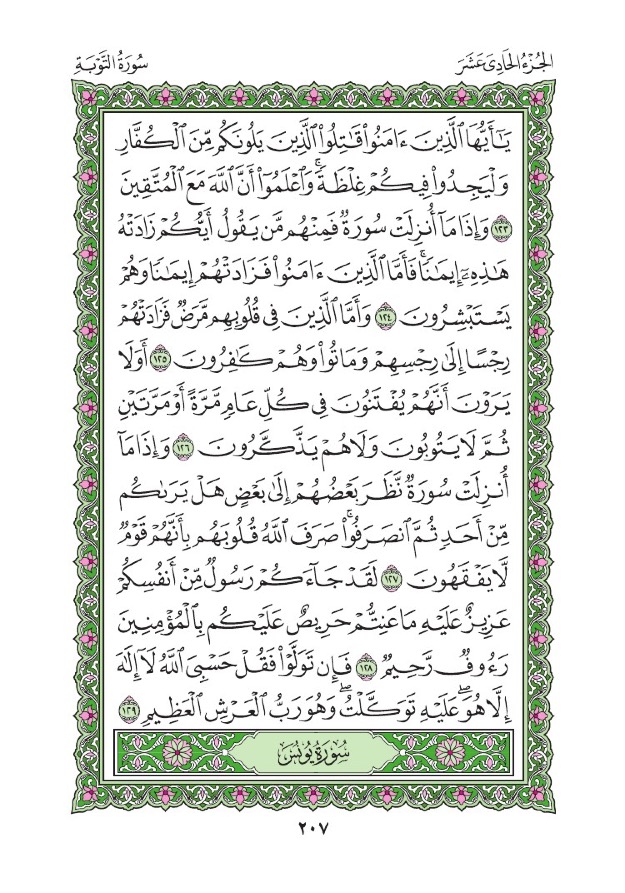 الجُزْءُ الحَادِى عَشَرَ
سُورَةُ التَّوْبَةِ
يَٰٓأَيُّهَا ٱلَّذِينَ ءَامَنُوا۟ قَٰتِلُوا۟ ٱلَّذِينَ يَلُونَكُم مِّنَ ٱلْكُفَّارِ
وَلْيَجِدُوا۟ فِيكُمْ غِلْظَةً ۚ وَٱعْلَمُوٓا۟ أَنَّ ٱللَّهَ مَعَ ٱلْمُتَّقِينَ
١٢٣ وَإِذَا مَآ أُنزِلَتْ سُورَةٌ فَمِنْهُم مَّن يَقُولُ أَيُّكُمْ زَادَتْهُ
هَٰذِهِۦٓ إِيمَٰنًا ۚ فَأَمَّا ٱلَّذِينَ ءَامَنُوا۟ فَزَادَتْهُمْ إِيمَٰنًا وَهُمْ
يَسْتَبْشِرُونَ ١٢٤ وَأَمَّا ٱلَّذِينَ فِى قُلُوبِهِم مَّرَضٌ فَزَادَتْهُمْ
رِجْسًا إِلَىٰ رِجْسِهِمْ وَمَاتُوا۟ وَهُمْ كَٰفِرُونَ ١٢٥ أَوَلَا
يَرَوْنَ أَنَّهُمْ يُفْتَنُونَ فِى كُلِّ عَامٍ مَّرَّةً أَوْ مَرَّتَيْنِ
ثُمَّ لَا يَتُوبُونَ وَلَا هُمْ يَذَّكَّرُونَ ١٢٦ وَإِذَا مَآ
أُنزِلَتْ سُورَةٌ نَّظَرَ بَعْضُهُمْ إِلَىٰ بَعْضٍ هَلْ يَرَىٰكُم
مِّنْ أَحَدٍ ثُمَّ ٱنصَرَفُوا۟ ۚ صَرَفَ ٱللَّهُ قُلُوبَهُم بِأَنَّهُمْ قَوْمٌ
لَّا يَفْقَهُونَ ١٢٧ لَقَدْ جَآءَكُمْ رَسُولٌ مِّنْ أَنفُسِكُمْ
عَزِيزٌ عَلَيْهِ مَا عَنِتُّمْ حَرِيصٌ عَلَيْكُم بِٱلْمُؤْمِنِينَ
رَءُوفٌ رَّحِيمٌ ١٢٨ فَإِن تَوَلَّوْا۟ فَقُلْ حَسْبِىَ ٱللَّهُ لَآ إِلَٰهَ
إِلَّا هُوَ ۖ عَلَيْهِ تَوَكَّلْتُ ۖ وَهُوَ رَبُّ ٱلْعَرْشِ ٱلْعَظِيمِ ١٢٩
سُورَةُ يُونُسَ
٢٠٧